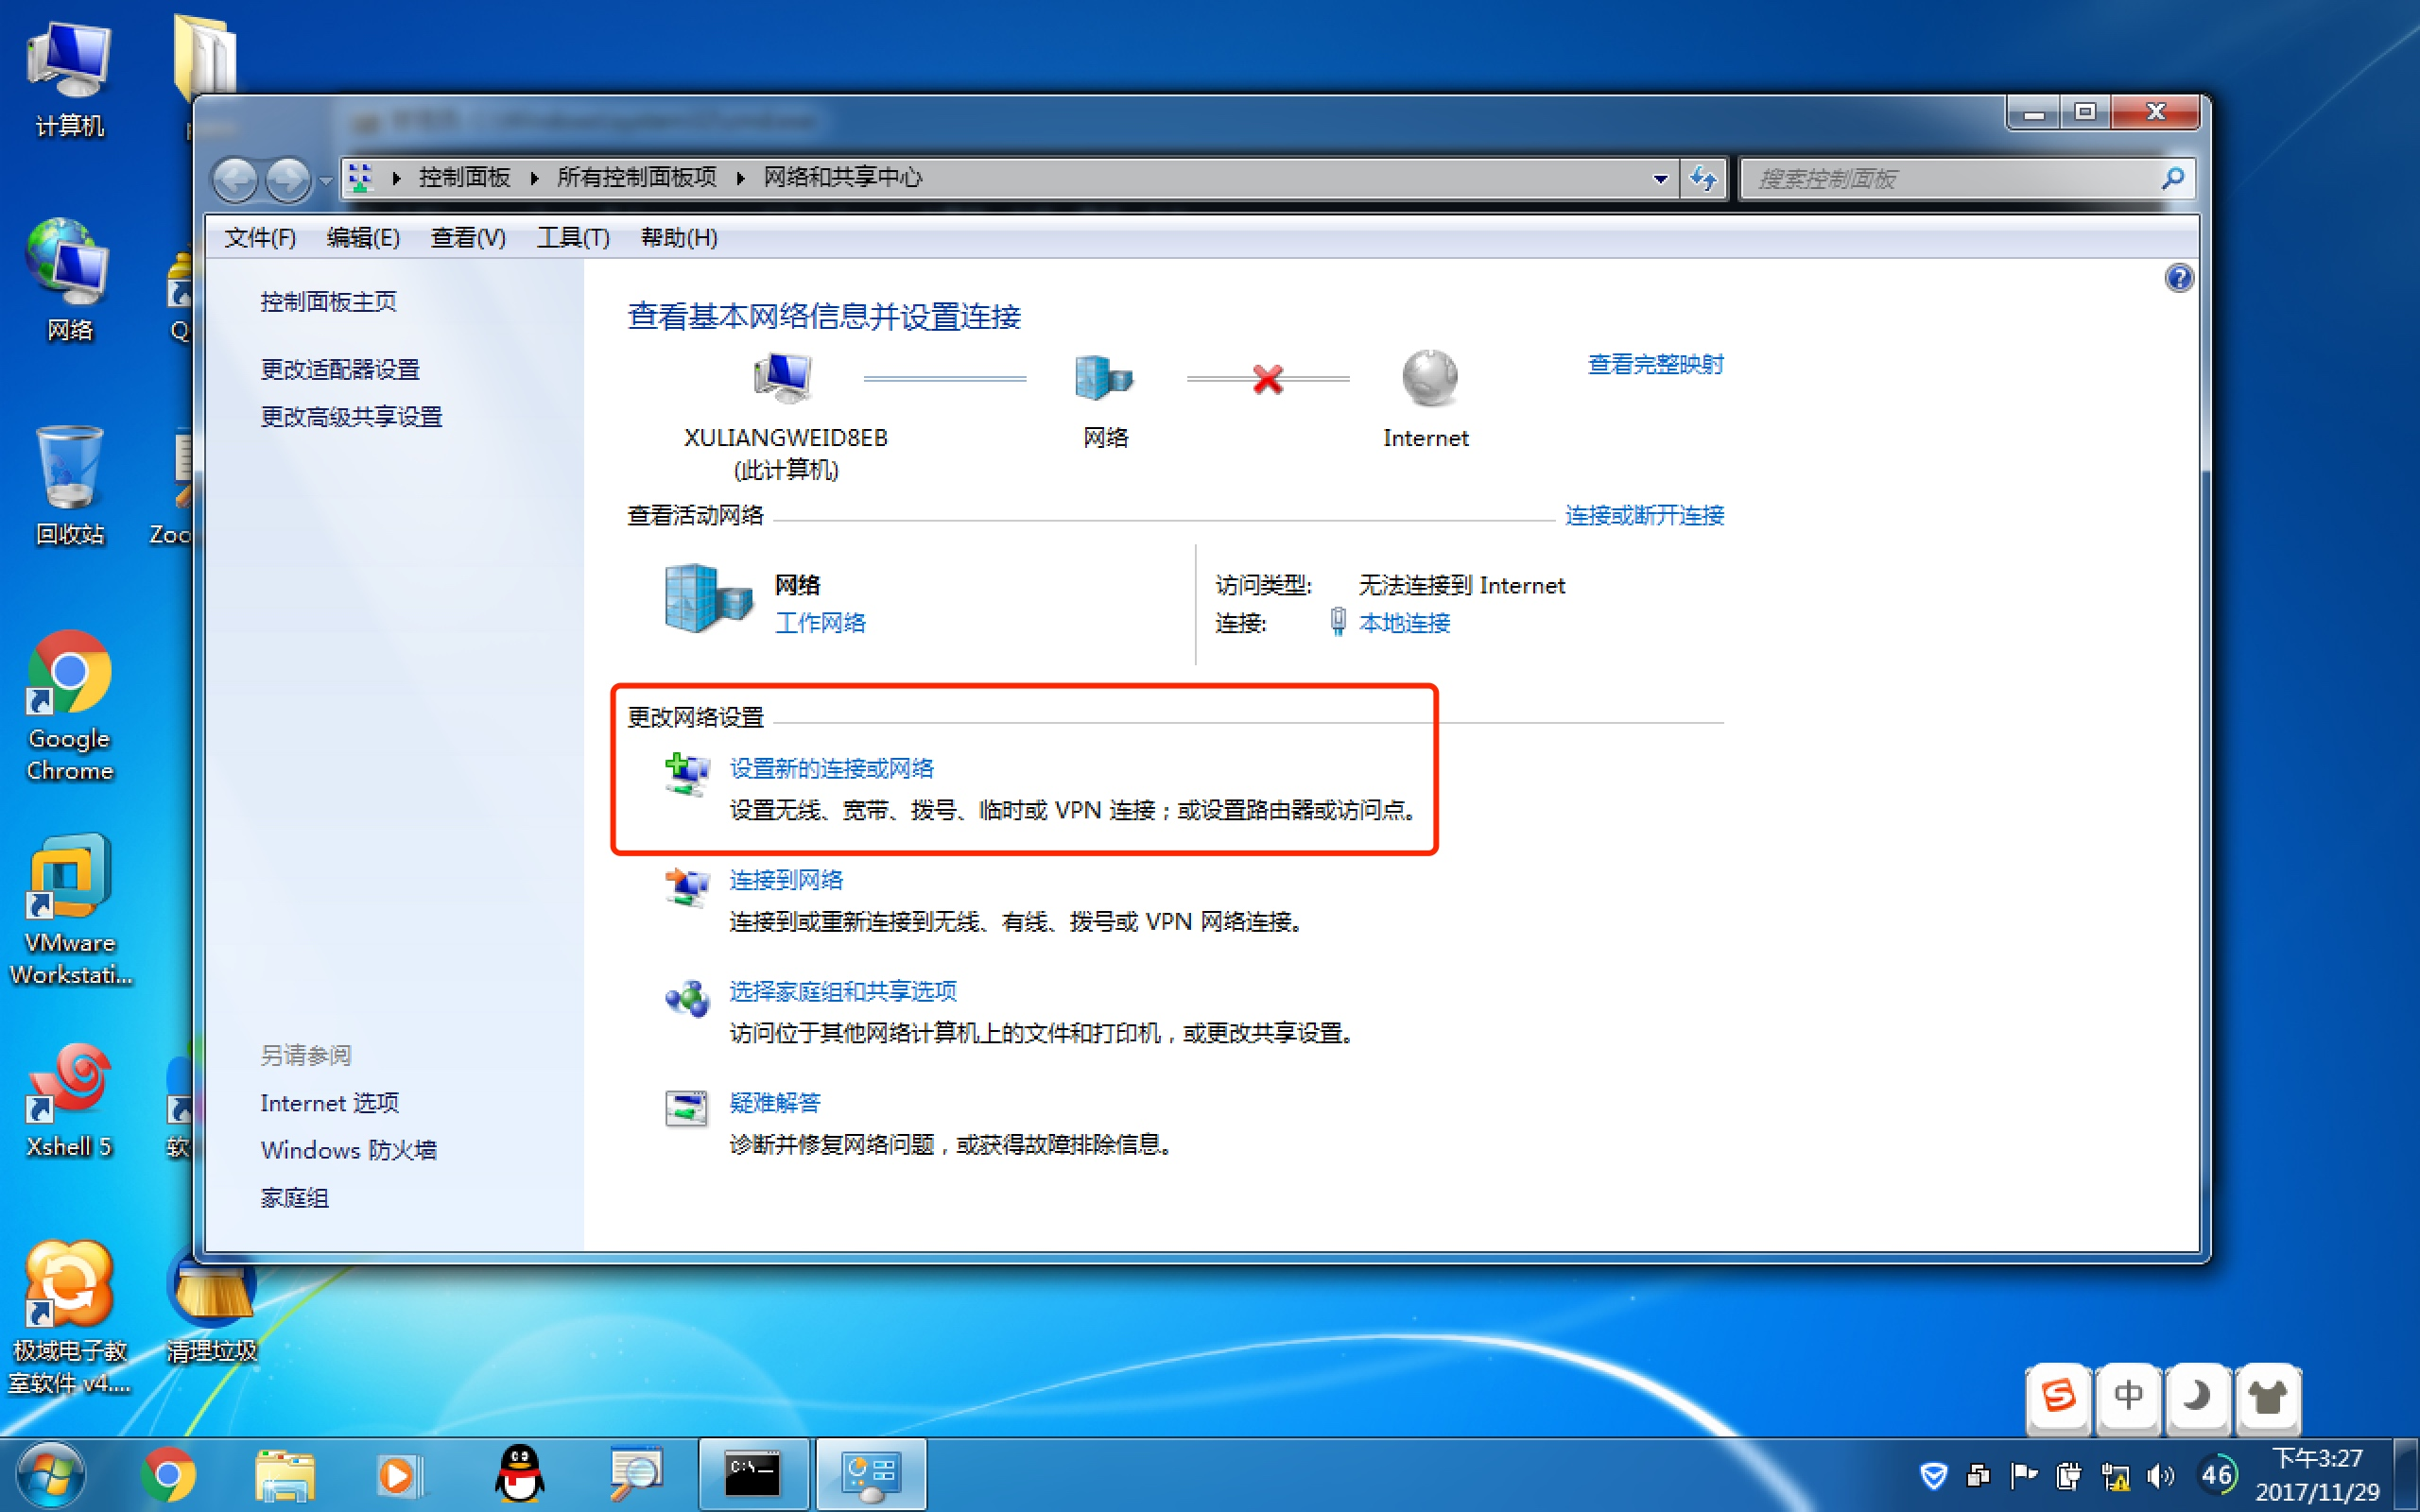 计算机
网络
回收站
Zoo
Google
Chrome
VMware
Workstati...
Xshell 5
软
极域电子教
室软件 v4....
清理垃圾
控制面板
所有控制面板项
网络和共享中心
搜索控制面板
文件(F)
编辑(E)
查看(V)
工具(T)
帮助(H)
控制面板主页
更改适配器设置
更改高级共享设置
另请参阅
Internet 选项
Windows 防火墙
家庭组
查看基本网络信息并设置连接
查看完整映射
XULIANGWEID8EB
(此计算机)
网络
Internet
查看活动网络
连接或断开连接
网络
工作网络
访问类型:
无法连接到 Internet
连接:
本地连接
更改网络设置
设置新的连接或网络
设置无线、宽带、拨号、临时或 VPN 连接；或设置路由器或访问点。
连接到网络
连接到或重新连接到无线、有线、拨号或 VPN 网络连接。
选择家庭组和共享选项
访问位于其他网络计算机上的文件和打印机，或更改共享设置。
疑难解答
诊断并修复网络问题，或获得故障排除信息。
中
C:\_
46
下午3:27
2017/11/29